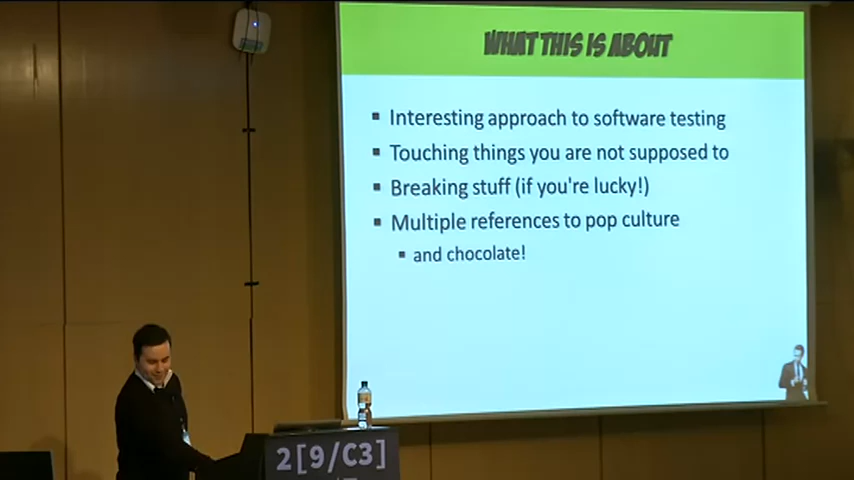 WHAT THIS IS ABOUT
Interesting approach to software testing
Touching things you are not supposed to
Breaking stuff (if you're lucky!)
Multiple references to pop culture
and chocolate!
2[9/C3]